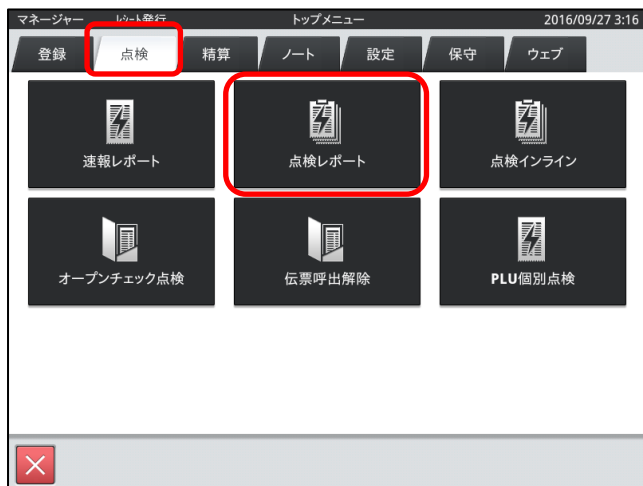 マネージャー レシート発行 トップメニュー 2016/09/27 3:16
登録 点検 精算 ノート 設定 保守 ウェブ
速報レポート 点検レポート 点検インライン
オープンチェック点検 伝票呼出解除 PLU個別点検